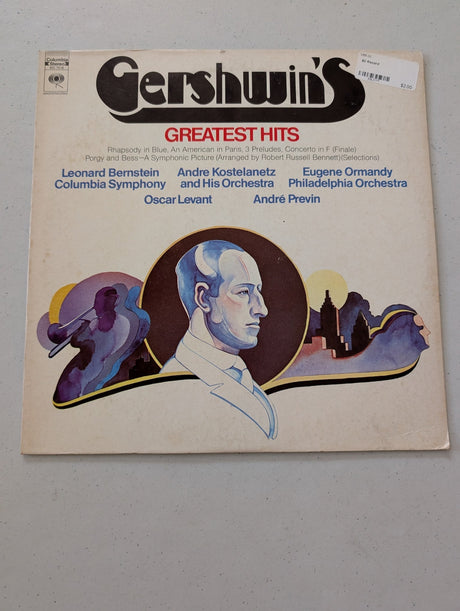 Columbia
Stereo
Gershwin'S
$2.00
GREATEST HITS
Rhapsody in Blue, An American in Paris, 3 Preludes, Concerto in F (Finale)
Porgy and Bess—A Symphonic Picture (Arranged by Robert Russell Bennett)(Selections)
Leonard Bernstein Andre Kostelanetz Eugene Ormandy
Columbia Symphony and His Orchestra Philadelphia Orchestra
Oscar Levant André Previn